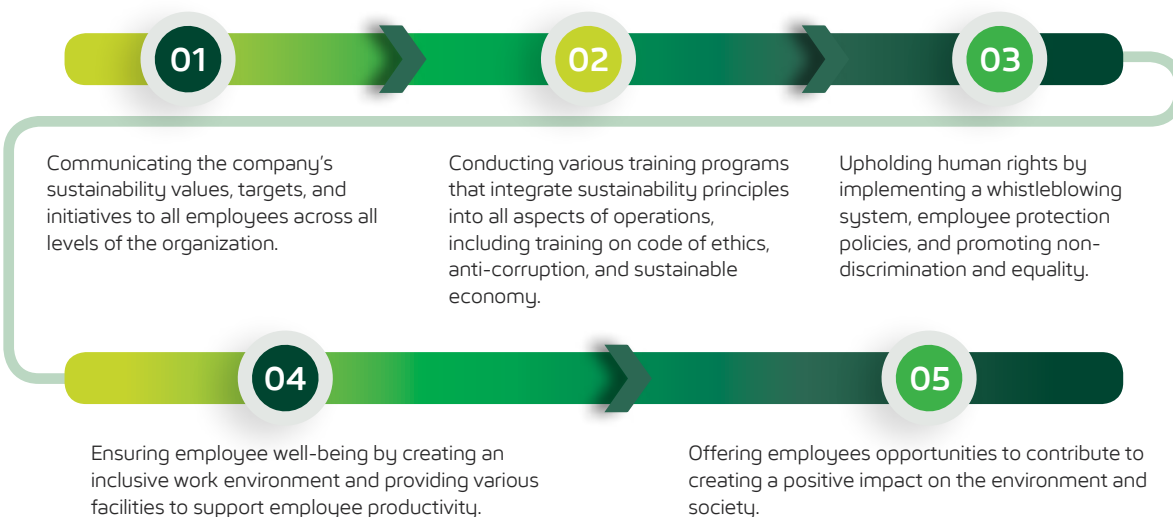 01
02
03
Communicating the company's
sustainability values, targets, and
initiatives to all employees across all
levels of the organization.
Conducting various training programs
that integrate sustainability principles
into all aspects of operations,
including training on code of ethics,
anti-corruption, and sustainable
economy.
Upholding human rights by
implementing a whistleblowing
system, employee protection
policies, and promoting non-
discrimination and equality.
04
05
Ensuring employee well-being by creating an
inclusive work environment and providing various
facilities to support employee productivity.
Offering employees opportunities to contribute to
creating a positive impact on the environment and
society.